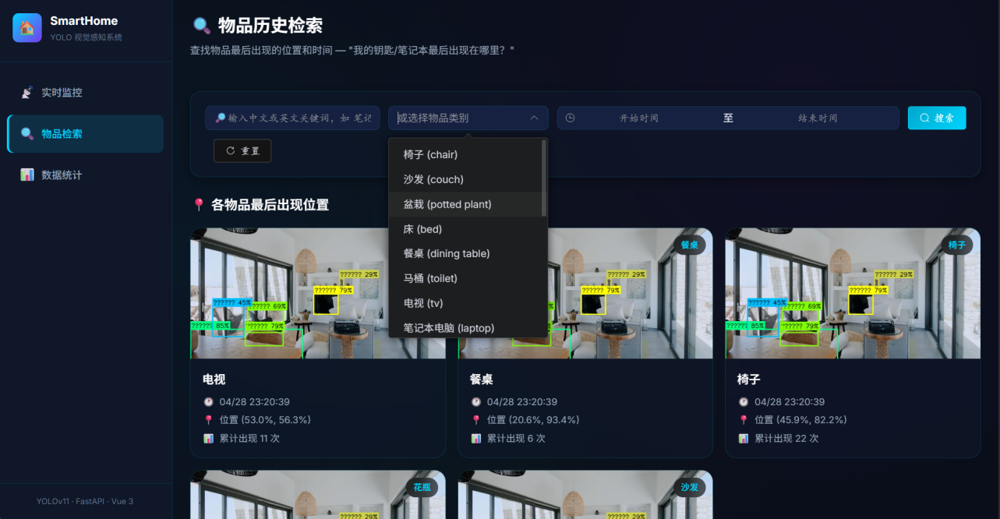 SmartHome
YOLO 视觉感知系统
实时监控
物品检索
数据统计
YOLOv11 · FastAPI · Vue 3
物品历史检索
查找物品最后出现的位置和时间 — "我的钥匙/笔记本最后出现在哪里？"
输入中文或英文关键词，如 笔记
或选择物品类别
开始时间
至
结束时间
搜索
重置
椅子 (chair)
沙发 (couch)
盆栽 (potted plant)
床 (bed)
餐桌 (dining table)
马桶 (toilet)
电视 (tv)
笔记本电脑 (laptop)
各物品最后出现位置
?????? 29%
?????? 79%
?????? 45%
?????? 69%
?????? 85%
?????? 79%
电视
04/28 23:20:39
位置 (53.0%, 56.3%)
累计出现 11 次
餐桌
?????? 29%
?????? 79%
餐桌
04/28 23:20:39
位置 (20.6%, 93.4%)
累计出现 6 次
椅子
?????? 29%
?????? 79%
?????? 45%
?????? 69%
?????? 85%
?????? 79%
椅子
04/28 23:20:39
位置 (45.9%, 82.2%)
累计出现 22 次
花瓶
?????? 29%
沙发
?????? 29%